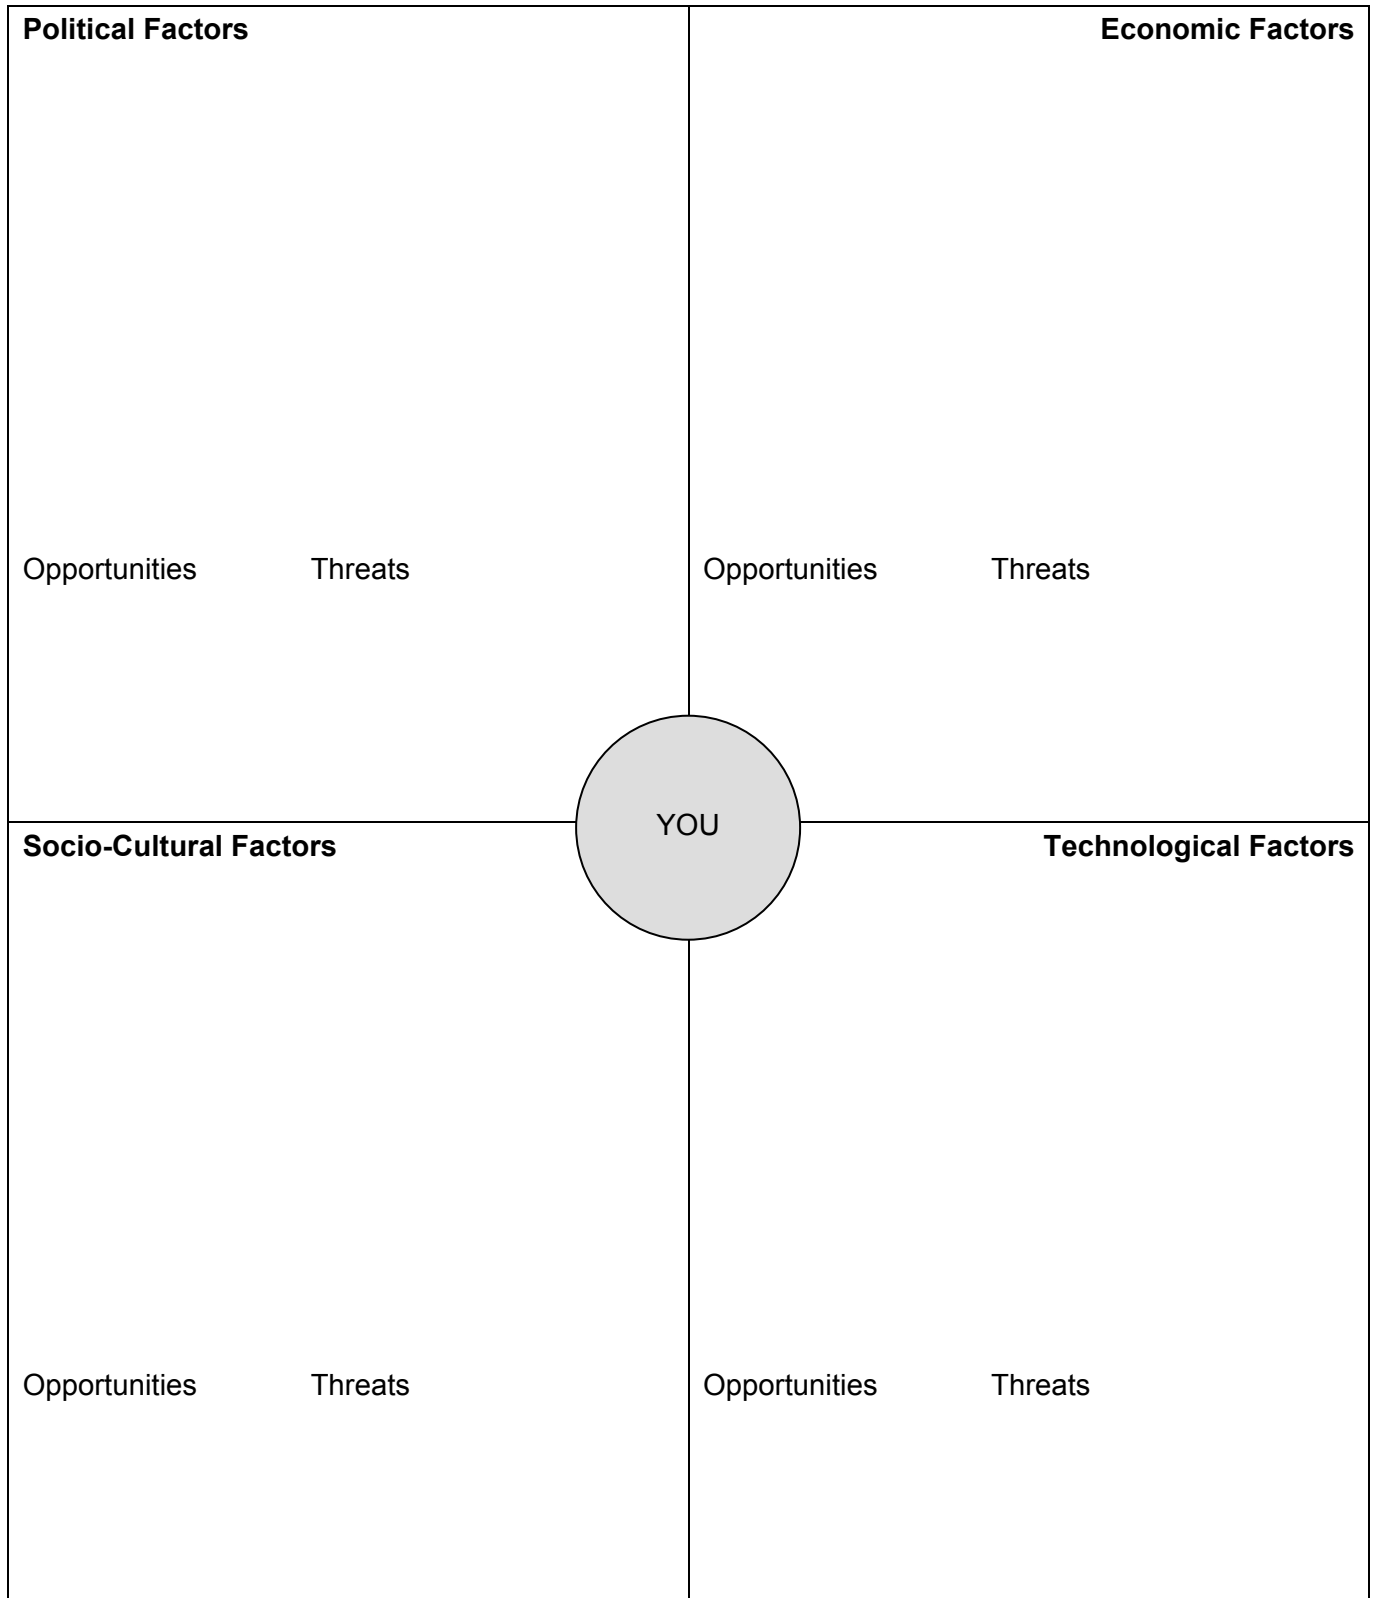 Political Factors
Economic Factors
Opportunities Threats
Opportunities Threats
YOU
Socio-Cultural Factors
Technological Factors
Opportunities Threats
Opportunities Threats